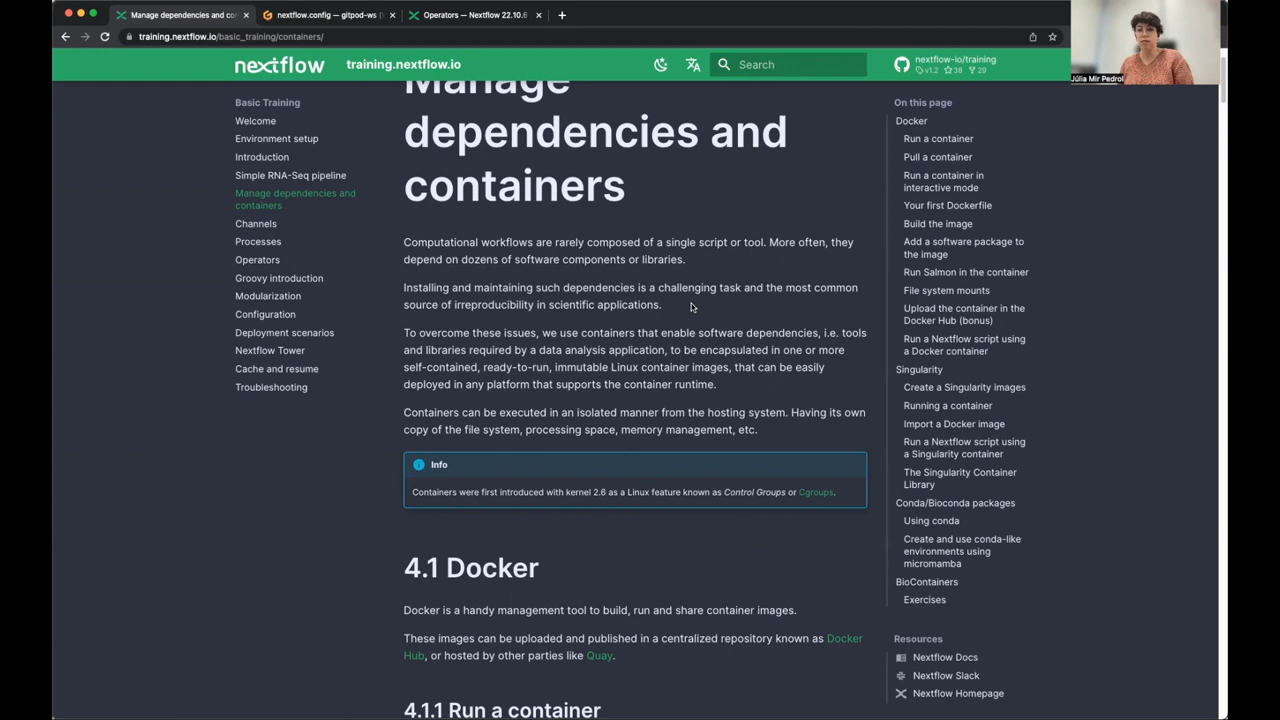 Manage dependencies and co
nextflow.config — gitpod-ws [
Operators — Nextflow 22.10.6
training.nextflow.io/basic_training/containers/
nextflow
training.nextflow.io
Search
nextflow-io/training
v1.2 38 29
Júlia Mir Pedrol
Basic Training
Welcome
Environment setup
Introduction
Simple RNA-Seq pipeline
Manage dependencies and
containers
Channels
Processes
Operators
Groovy introduction
Modularization
Configuration
Deployment scenarios
Nextflow Tower
Cache and resume
Troubleshooting
Manage
dependencies and
containers
Computational workflows are rarely composed of a single script or tool. More often, they
depend on dozens of software components or libraries.
Installing and maintaining such dependencies is a challenging task and the most common
source of irreproducibility in scientific applications.
To overcome these issues, we use containers that enable software dependencies, i.e. tools
and libraries required by a data analysis application, to be encapsulated in one or more
self-contained, ready-to-run, immutable Linux container images, that can be easily
deployed in any platform that supports the container runtime.
Containers can be executed in an isolated manner from the hosting system. Having its own
copy of the file system, processing space, memory management, etc.
Info
Containers were first introduced with kernel 2.6 as a Linux feature known as Control Groups or Cgroups.
4.1 Docker
Docker is a handy management tool to build, run and share container images.
These images can be uploaded and published in a centralized repository known as Docker
Hub, or hosted by other parties like Quay.
4.1.1 Run a container
On this page
Docker
Run a container
Pull a container
Run a container in
interactive mode
Your first Dockerfile
Build the image
Add a software package to
the image
Run Salmon in the container
File system mounts
Upload the container in the
Docker Hub (bonus)
Run a Nextflow script using
a Docker container
Singularity
Create a Singularity images
Running a container
Import a Docker image
Run a Nextflow script using
a Singularity container
The Singularity Container
Library
Conda/Bioconda packages
Using conda
Create and use conda-like
environments using
micromamba
BioContainers
Exercises
Resources
Nextflow Docs
Nextflow Slack
Nextflow Homepage